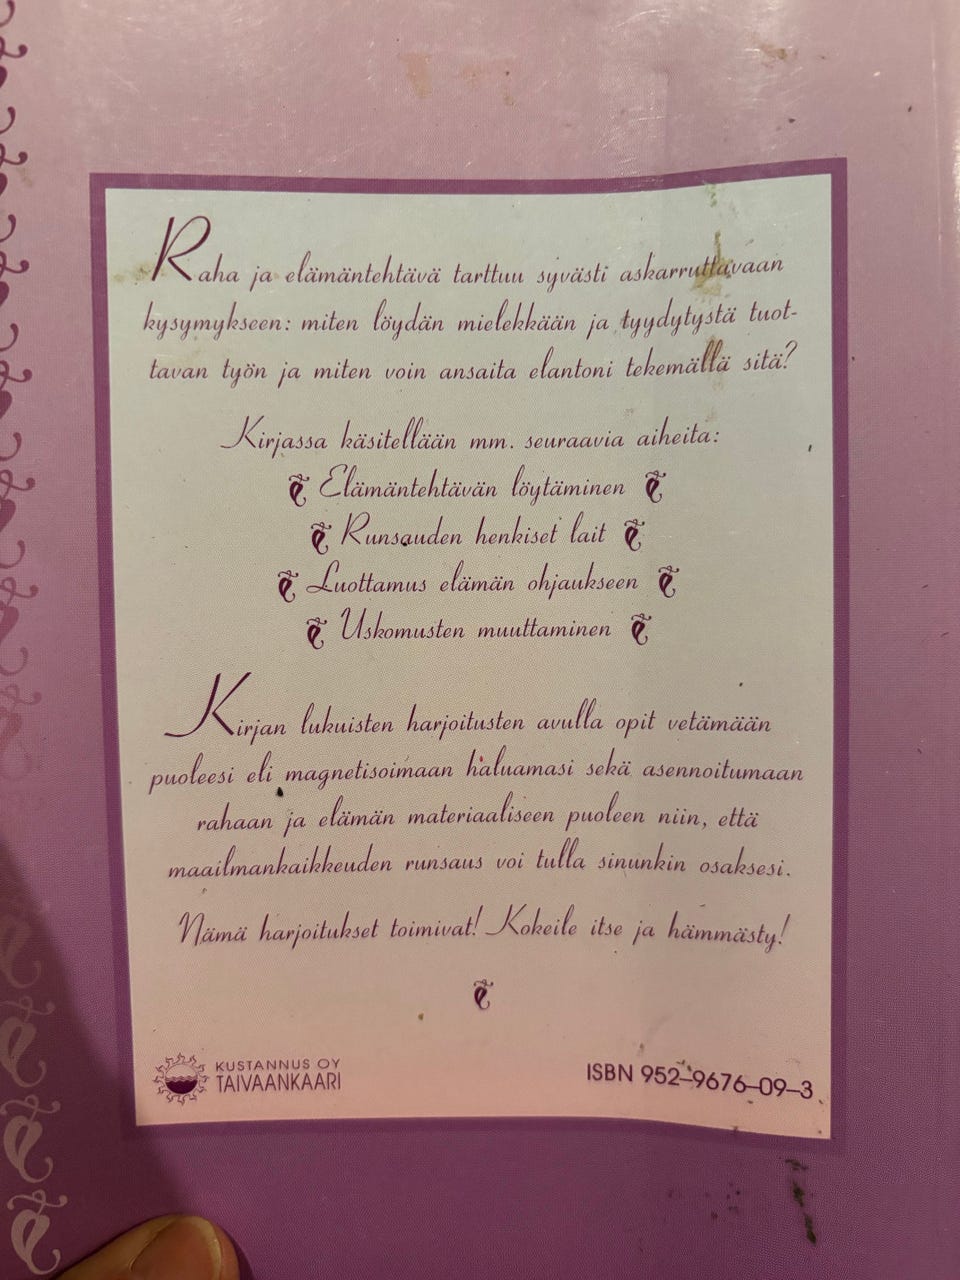 Raha ja elämäntehtävä tarttuu syvästi askarruttavaan
kysymykseen: miten löydän mielekkään ja tyydytystä tuot-
tavan työn ja miten voin ansaita elantoni tekemällä sitä?
Kirjassa käsitellään mm. seuraavia aiheita:
Elämäntehtävän löytäminen
Runsauden henkiset lait
Luottamus elämän ohjaukseen
Uskomusten muuttaminen
Kirjan lukuisten harjoitusten avulla opit vetämään
puoleesi eli magnetisoimaan haluamasi sekä asennoitumaan
rahaan ja elämän materiaaliseen puoleen niin, että
maailmankaikkeuden runsaus voi tulla sinunkin osaksesi.
Nämä harjoitukset toimivat! Kokeile itse ja hämmästy!
KUSTANNUS OY
TAIVAANKAARI
ISBN 952-9676-09-3